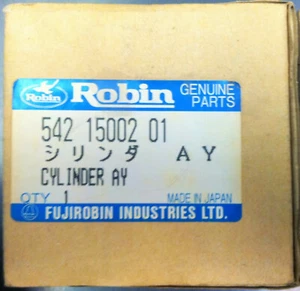 Robin Robin GENUINE
PARTS
542 15002 01
シリンダ AY
CYLINDER AY
QTY 1 MADE IN JAPAN
FUJIROBIN INDUSTRIES LTD.